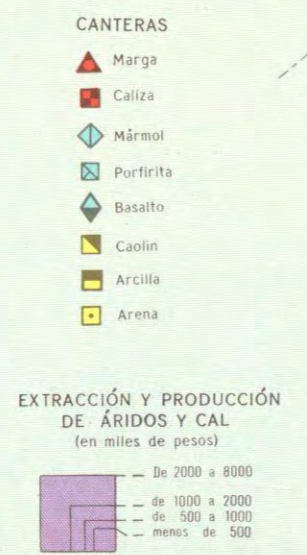 CANTERAS
Marga
Caliza
Mármol
Porfirita
Basalto
Caolin
Arcilla
Arena
EXTRACCIÓN Y PRODUCCIÓN
DE ÁRIDOS Y CAL
(en miles de pesos)
De 2000 a 8000
de 1000 a 2000
de 500 a 1000
menos de 500